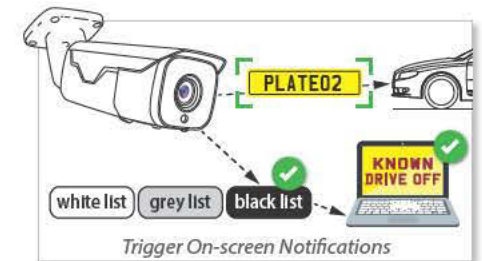 PLATE02
KNOWN
DRIVE OFF
white list
grey list
black list
Trigger On-screen Notifications